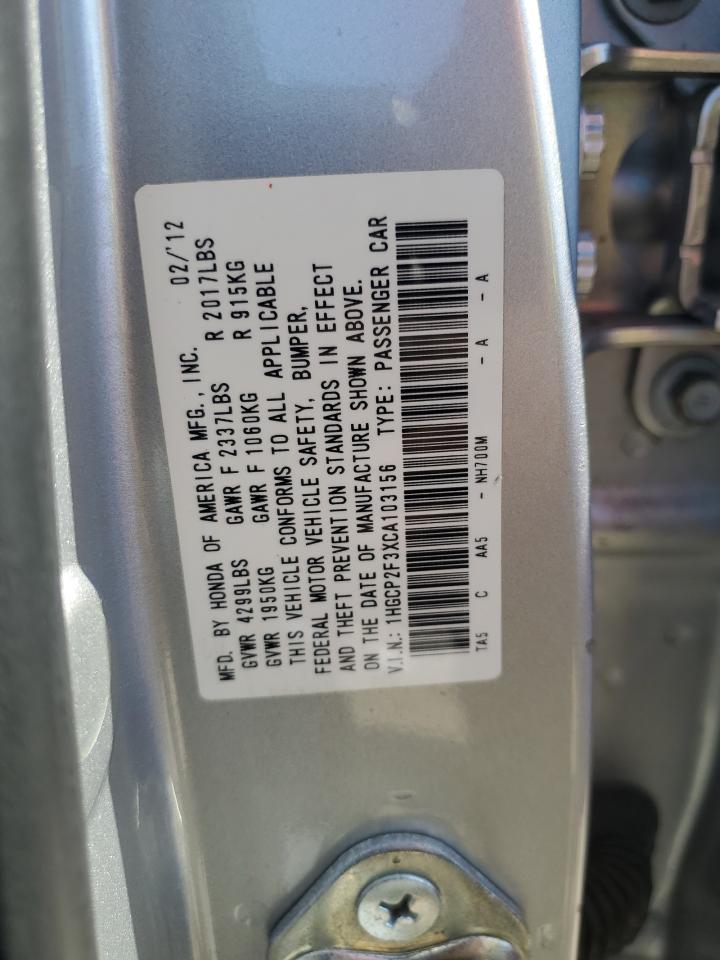 MFD. BY HONDA OF AMERICA MFG., INC. 02/'12
GVWR 4299LBS GAWR F 2337LBS R 2017LBS
GVWR 1950KG GAWR F 1060KG R 915KG
THIS VEHICLE CONFORMS TO ALL APPLICABLE
FEDERAL MOTOR VEHICLE SAFETY, BUMPER,
AND THEFT PREVENTION STANDARDS IN EFFECT
ON THE DATE OF MANUFACTURE SHOWN ABOVE.
V.I.N.: 1HGCP2F3XCA103156 TYPE: PASSENGER CAR
TA5 C AA5 - NH700M - A - A